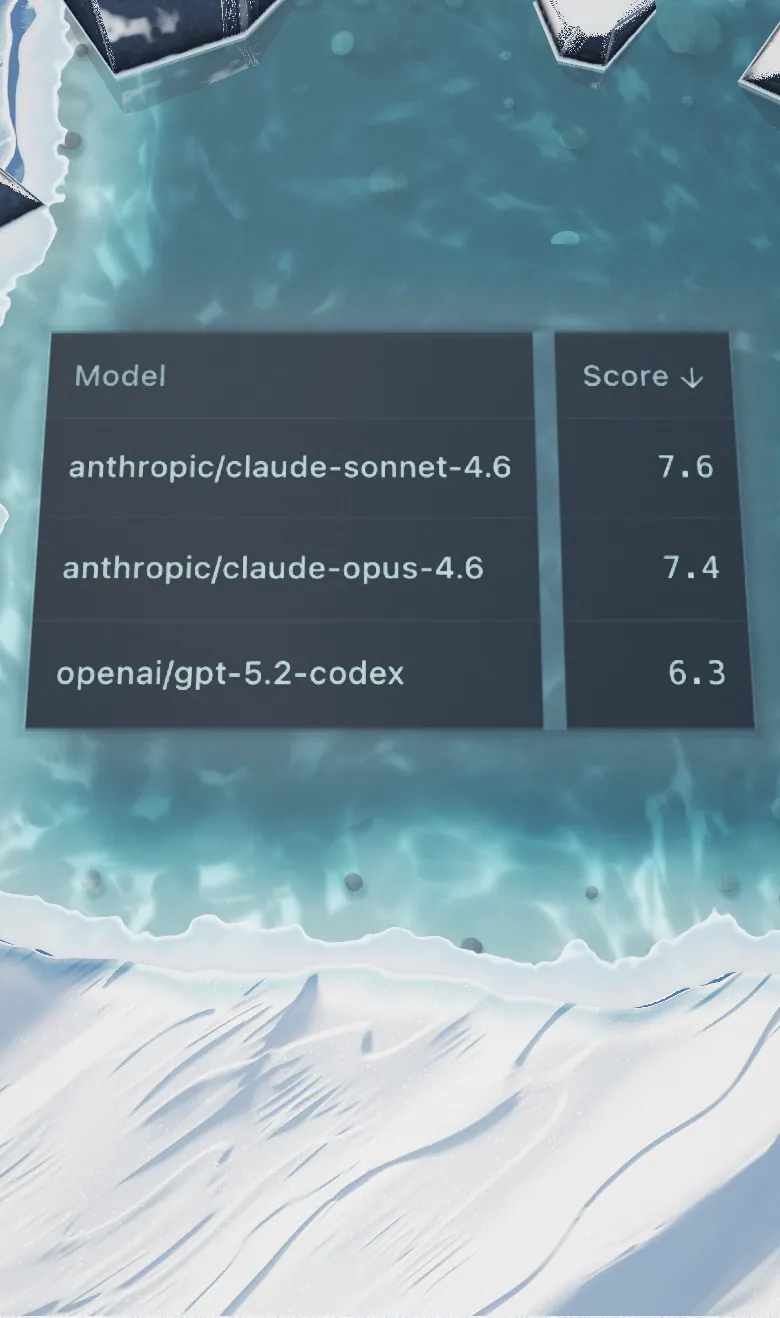 Model Score ↓
anthropic/claude-sonnet-4.6 7.6
anthropic/claude-opus-4.6 7.4
openai/gpt-5.2-codex 6.3